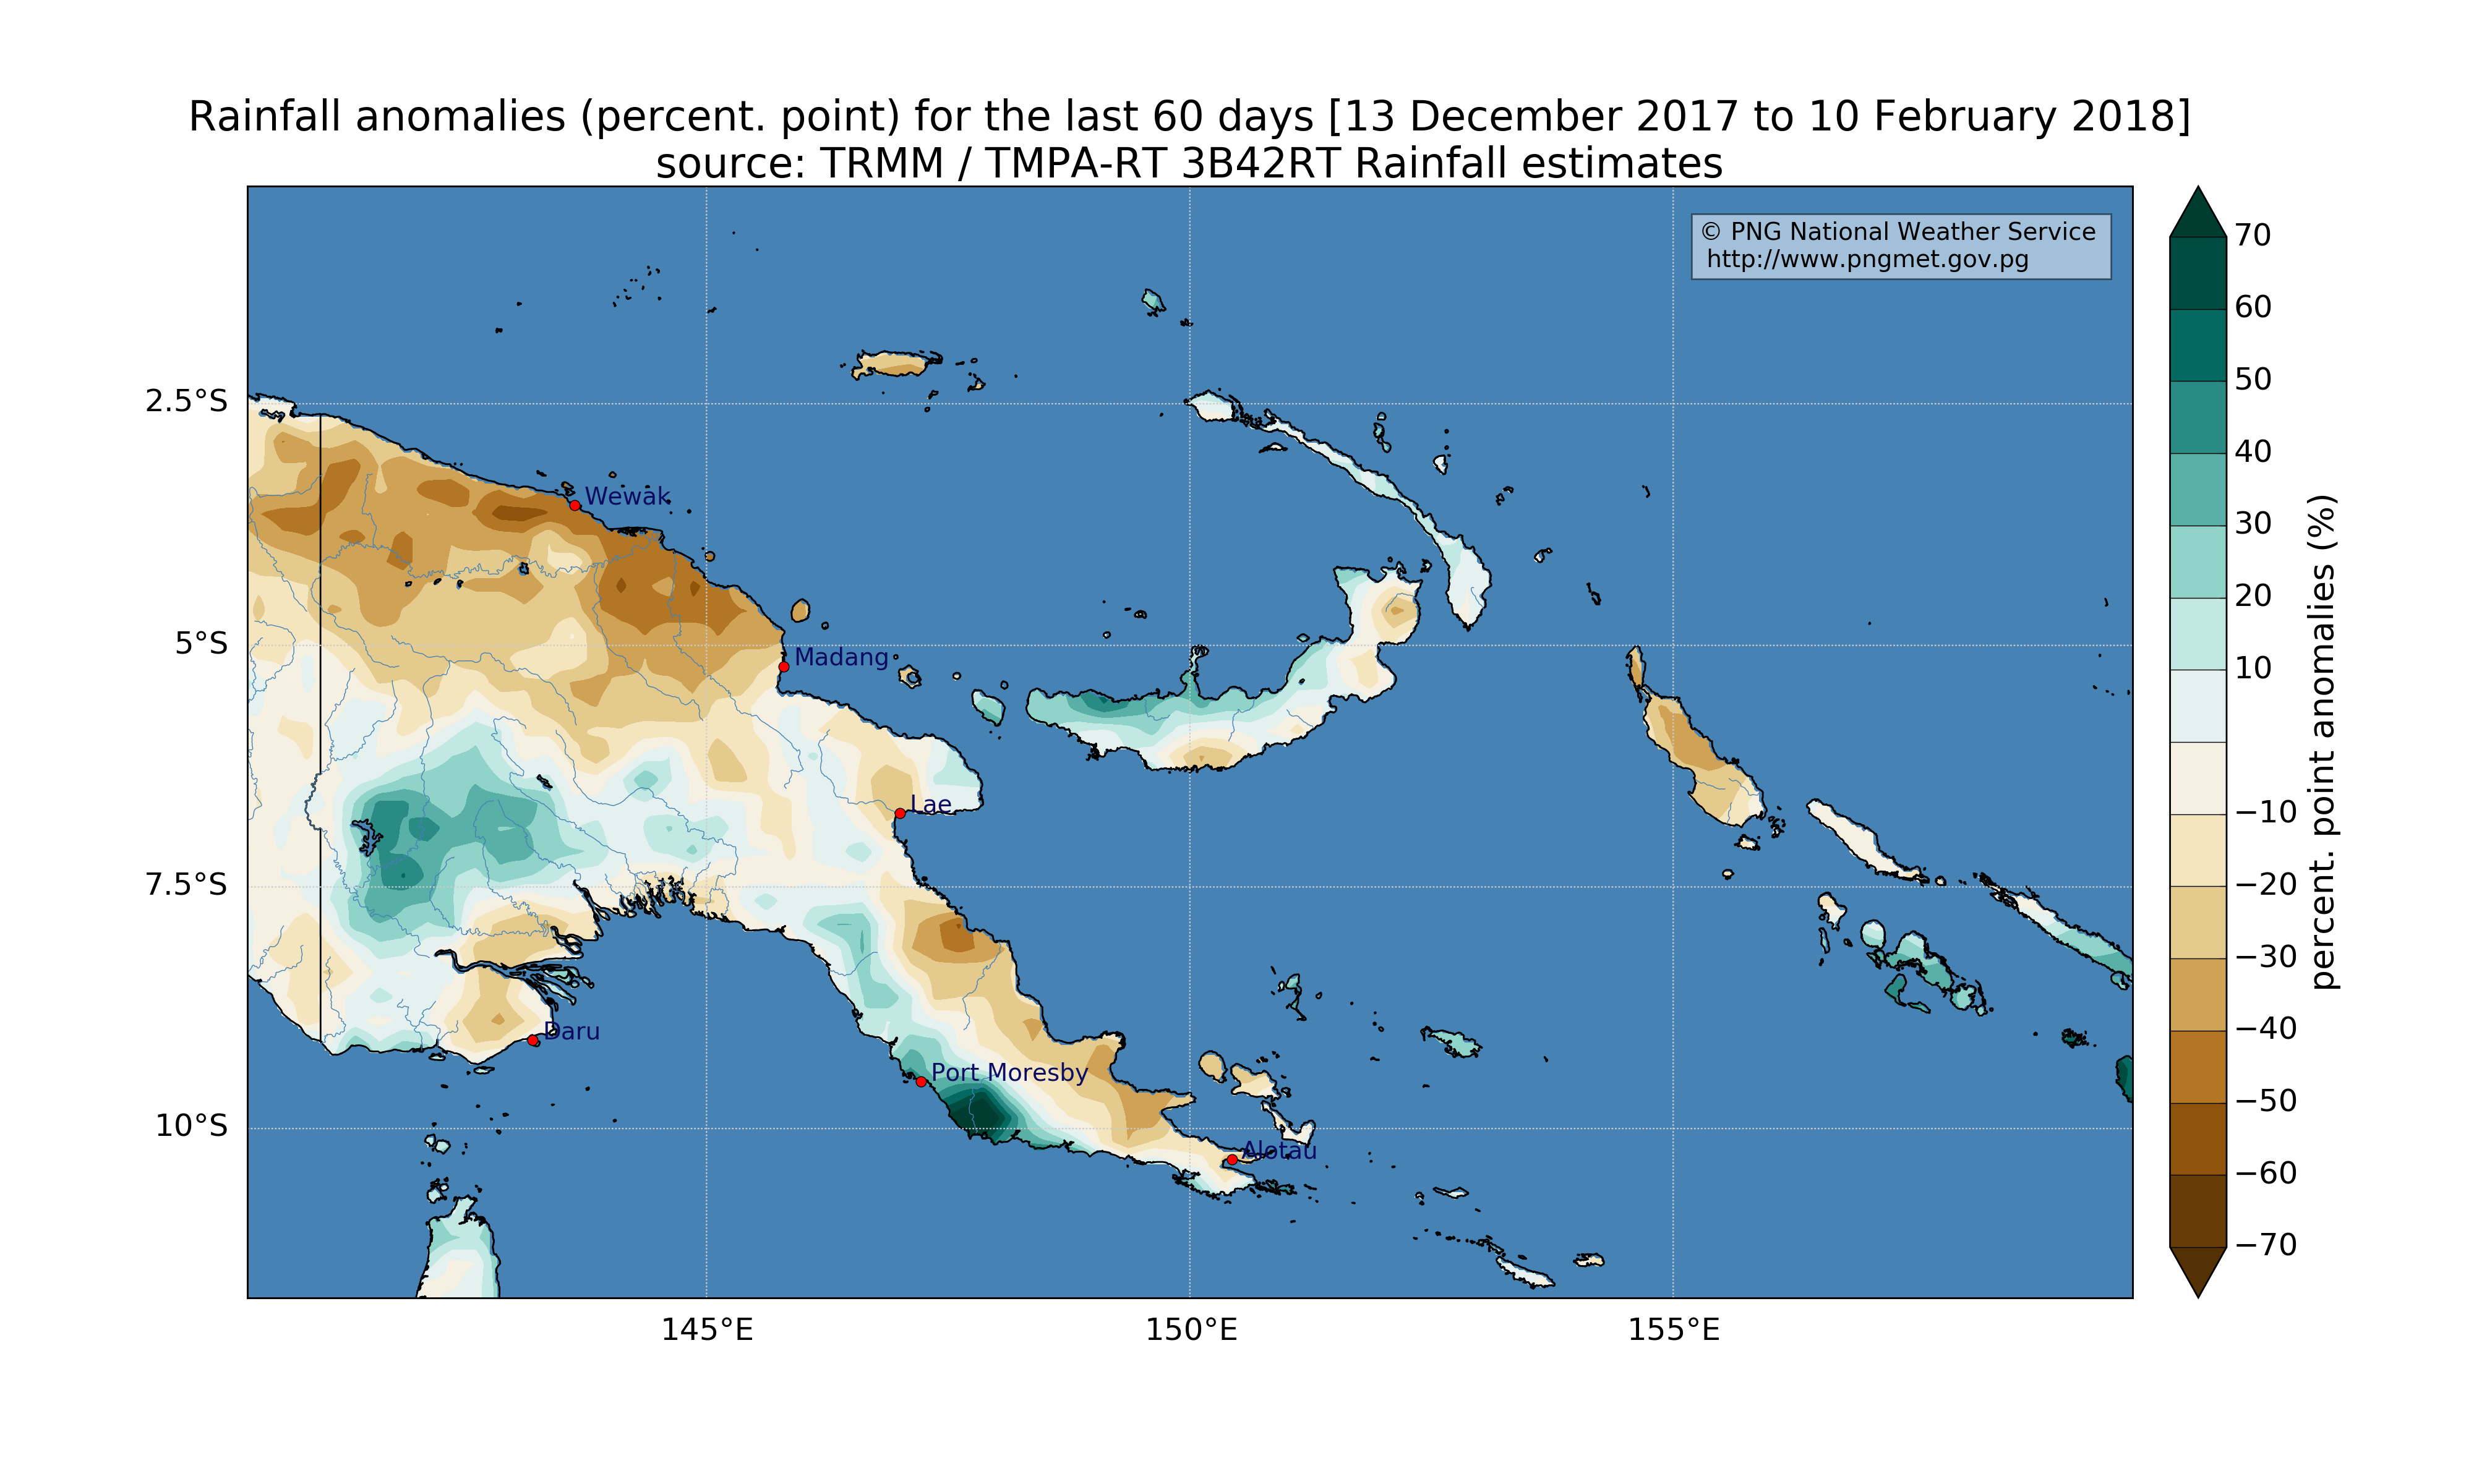 Rainfall anomalies (percent. point) for the last 60 days [13 December 2017 to 10 February 2018]
source: TRMM / TMPA-RT 3B42RT Rainfall estimates
© PNG National Weather Service
http://www.pngmet.gov.pg
2.5°S
5°S
7.5°S
10°S
145°E
150°E
155°E
Wewak
Madang
Lae
Daru
Port Moresby
Alotau
70
60
50
40
30
20
10
−10
−20
−30
−40
−50
−60
−70
percent. point anomalies (%)